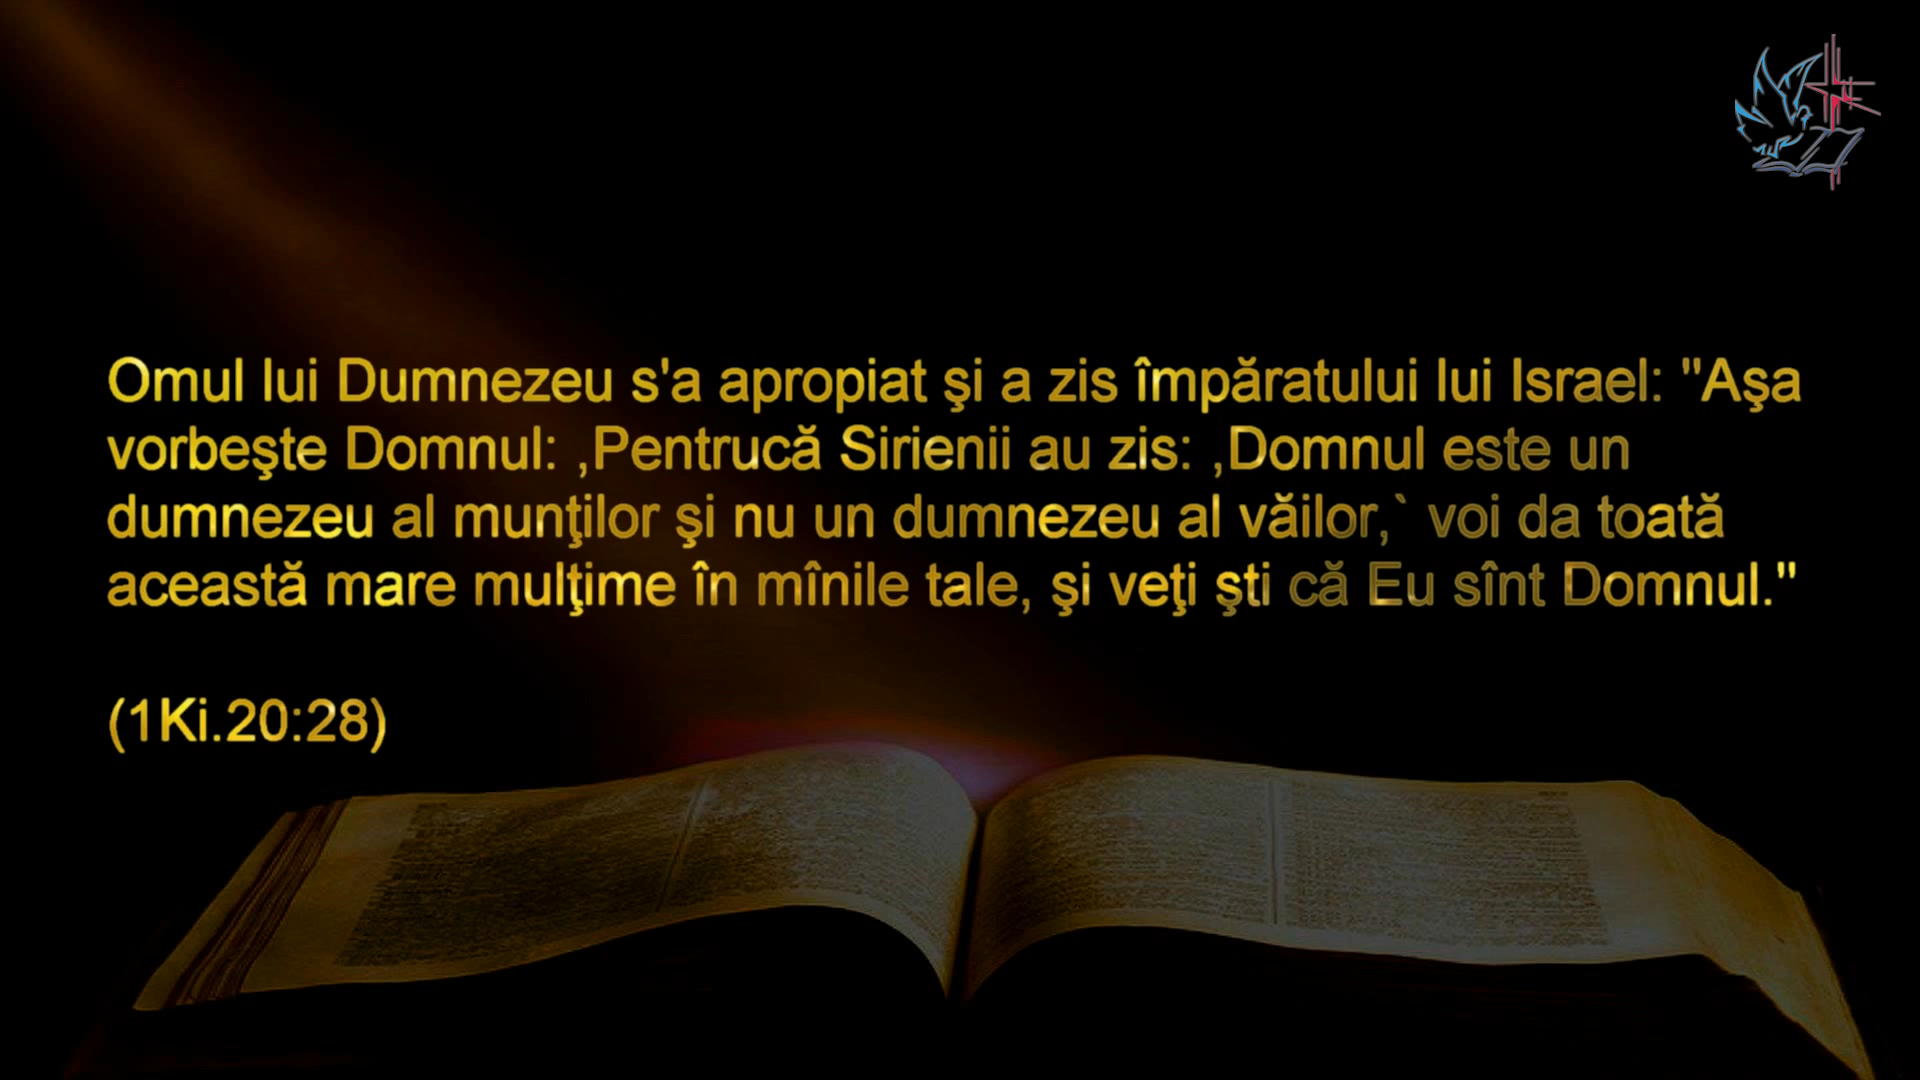 Omul lui Dumnezeu s'a apropiat şi a zis împăratului lui Israel: "Aşa
vorbeşte Domnul: ,Pentrucă Sirienii au zis: ,Domnul este un
dumnezeu al munţilor şi nu un dumnezeu al văilor,` voi da toată
această mare mulţime în mînile tale, şi veţi şti că Eu sînt Domnul."
(1Ki.20:28)